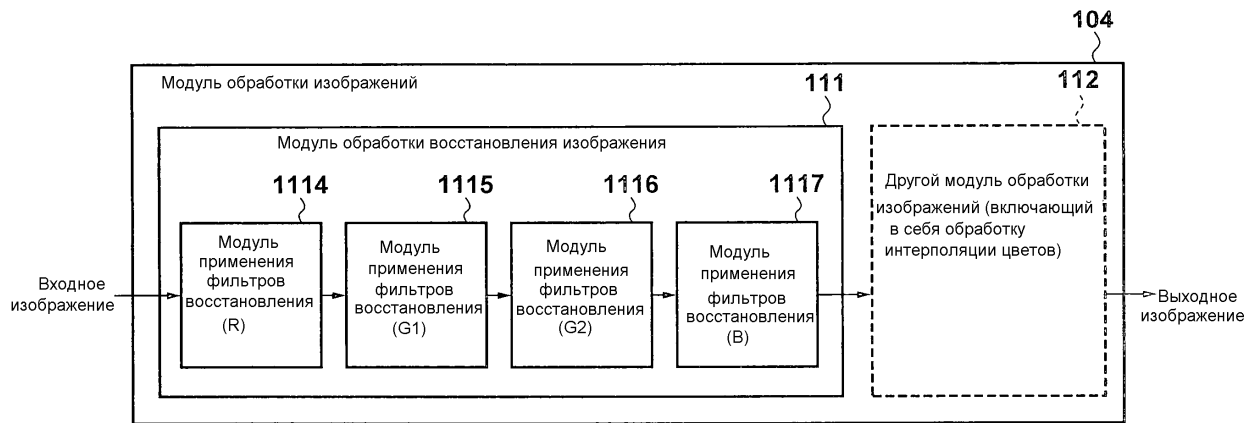 104
Модуль обработки изображений
111
112
Модуль обработки восстановления изображения
1114
1115
1116
1117
Модуль
применения
фильтров
восстановления
(R)
Модуль
применения
фильтров
восстановления
(G1)
Модуль
применения
фильтров
восстановления
(G2)
Модуль
применения
фильтров
восстановления
(B)
Другой модуль обработки
изображений (включающий
в себя обработку
интерполяции цветов)
Входное
изображение
Выходное
изображение